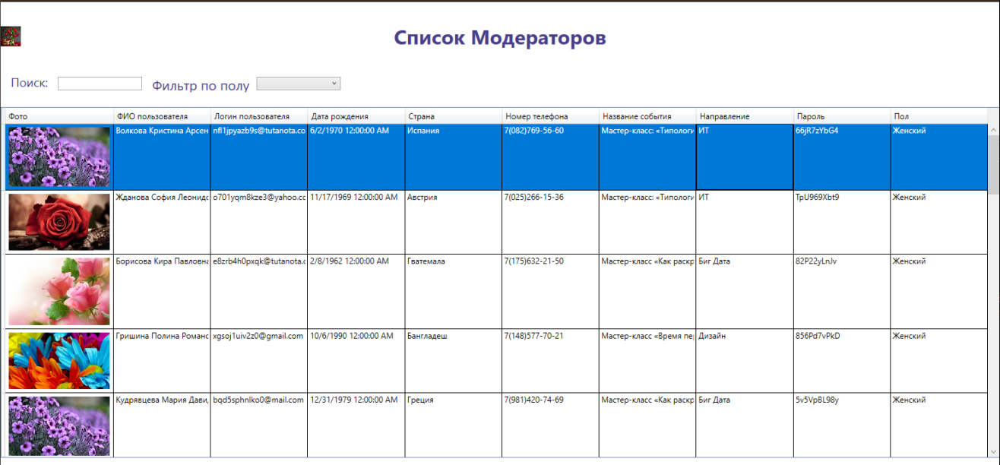 Список Модераторов
Поиск: Фильтр по полу
Фото ФИО пользователя Логин пользователя Дата рождения Страна Номер телефона Название события Направление Пароль Пол
Волкова Кристина Арсен nfl1jpyazb9s@tutanota.co 6/2/1970 12:00:00 AM Испания 7(082)769-56-60 Мастер-класс: «Типологи ИТ 66jR7zYbG4 Женский
Жданова София Леонидс o701yqm8kze3@yahoo.cc 11/17/1969 12:00:00 AM Австрия 7(025)266-15-36 Мастер-класс: «Типологи ИТ TpU969Xbt9 Женский
Борисова Кира Павловна e8zrb4h0pxqk@tutanota.c 2/8/1962 12:00:00 AM Гватемала 7(175)632-21-50 Мастер-класс «Как раскр Биг Дата 82P22yLnJv Женский
Гришина Полина Романс xgsoj1uiv2z0@gmail.com 10/6/1990 12:00:00 AM Бангладеш 7(148)577-70-21 Мастер-класс «Время пер Дизайн 856Pd7vPkD Женский
Кудрявцева Мария Дави, bqd5sphnlko0@mail.com 12/31/1979 12:00:00 AM Греция 7(981)420-74-69 Мастер-класс «Как раскр Биг Дата 5v5VpBL98y Женский